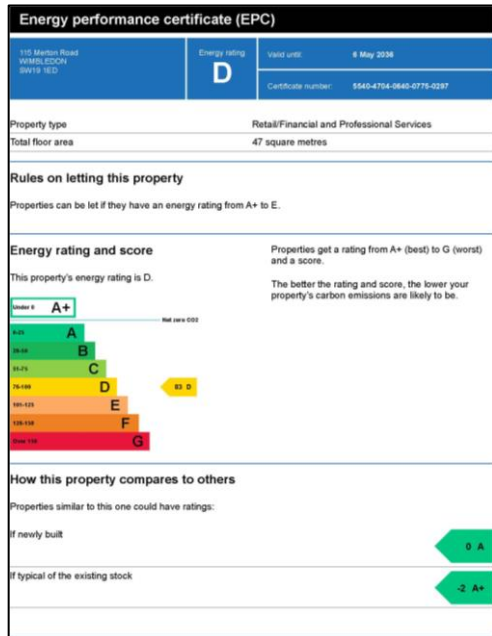 Energy performance certificate (EPC)
115 Merton Road
WIMBLEDON
SW19 1ED
Energy rating
D
Valid until: 6 May 2036
Certificate number: 5540-4704-0640-0775-0297
Property type Retail/Financial and Professional Services
Total floor area 47 square metres
Rules on letting this property
Properties can be let if they have an energy rating from A+ to E.
Energy rating and score
This property's energy rating is D.
Properties get a rating from A+ (best) to G (worst)
and a score.
The better the rating and score, the lower your
property's carbon emissions are likely to be.
Under 0 A+
Net zero CO2
0-25 A
26-50 B
51-75 C
76-100 D 83 D
101-125 E
126-150 F
Over 150 G
How this property compares to others
Properties similar to this one could have ratings:
If newly built 0 A
If typical of the existing stock -2 A+